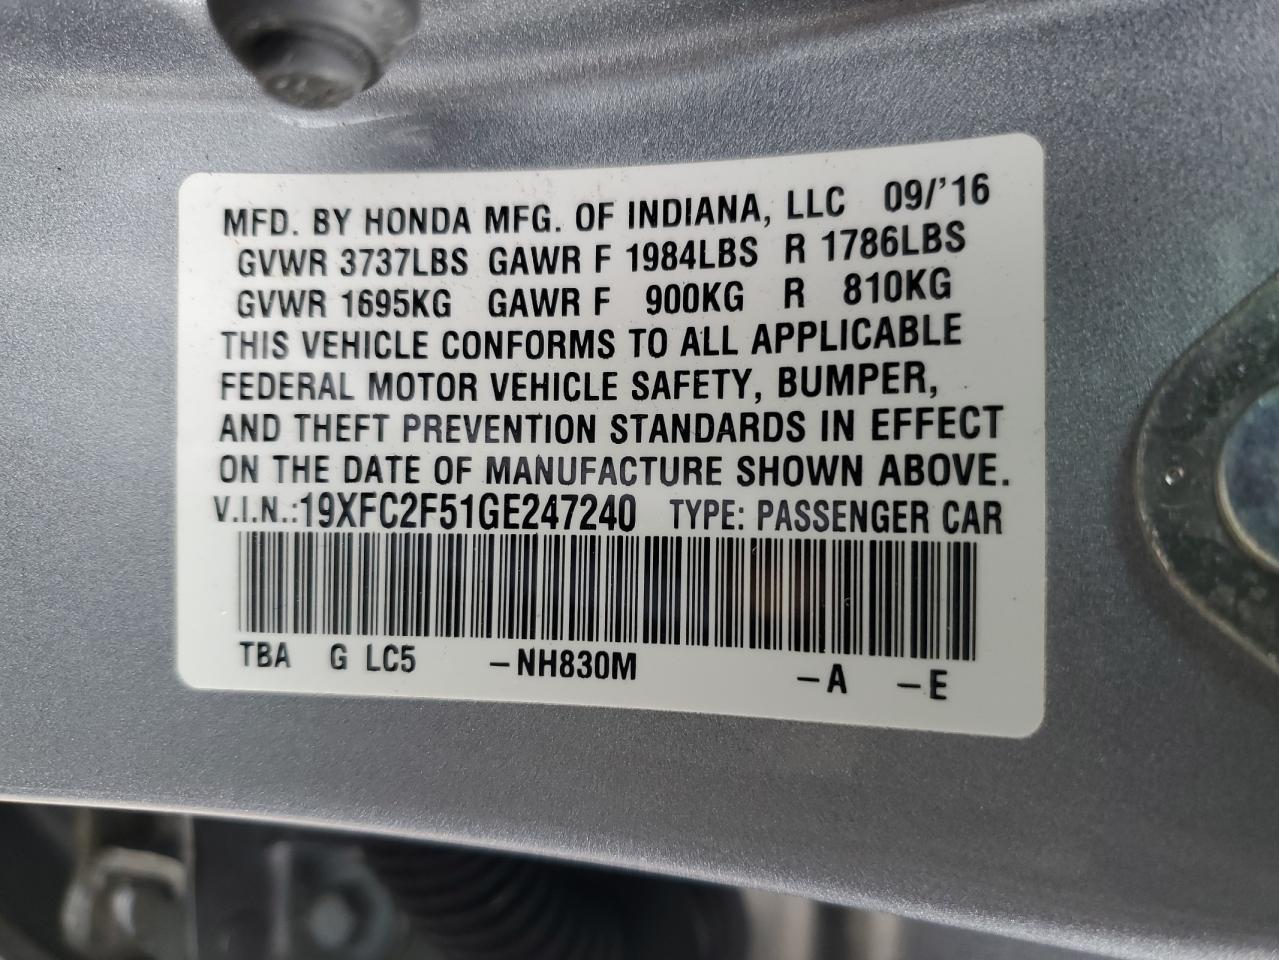 MFD. BY HONDA MFG. OF INDIANA, LLC 09/'16
GVWR 3737LBS GAWR F 1984LBS R 1786LBS
GVWR 1695KG GAWR F 900KG R 810KG
THIS VEHICLE CONFORMS TO ALL APPLICABLE
FEDERAL MOTOR VEHICLE SAFETY, BUMPER,
AND THEFT PREVENTION STANDARDS IN EFFECT
ON THE DATE OF MANUFACTURE SHOWN ABOVE.
V.I.N.:19XFC2F51GE247240 TYPE: PASSENGER CAR
TBA G LC5 –NH830M –A –E